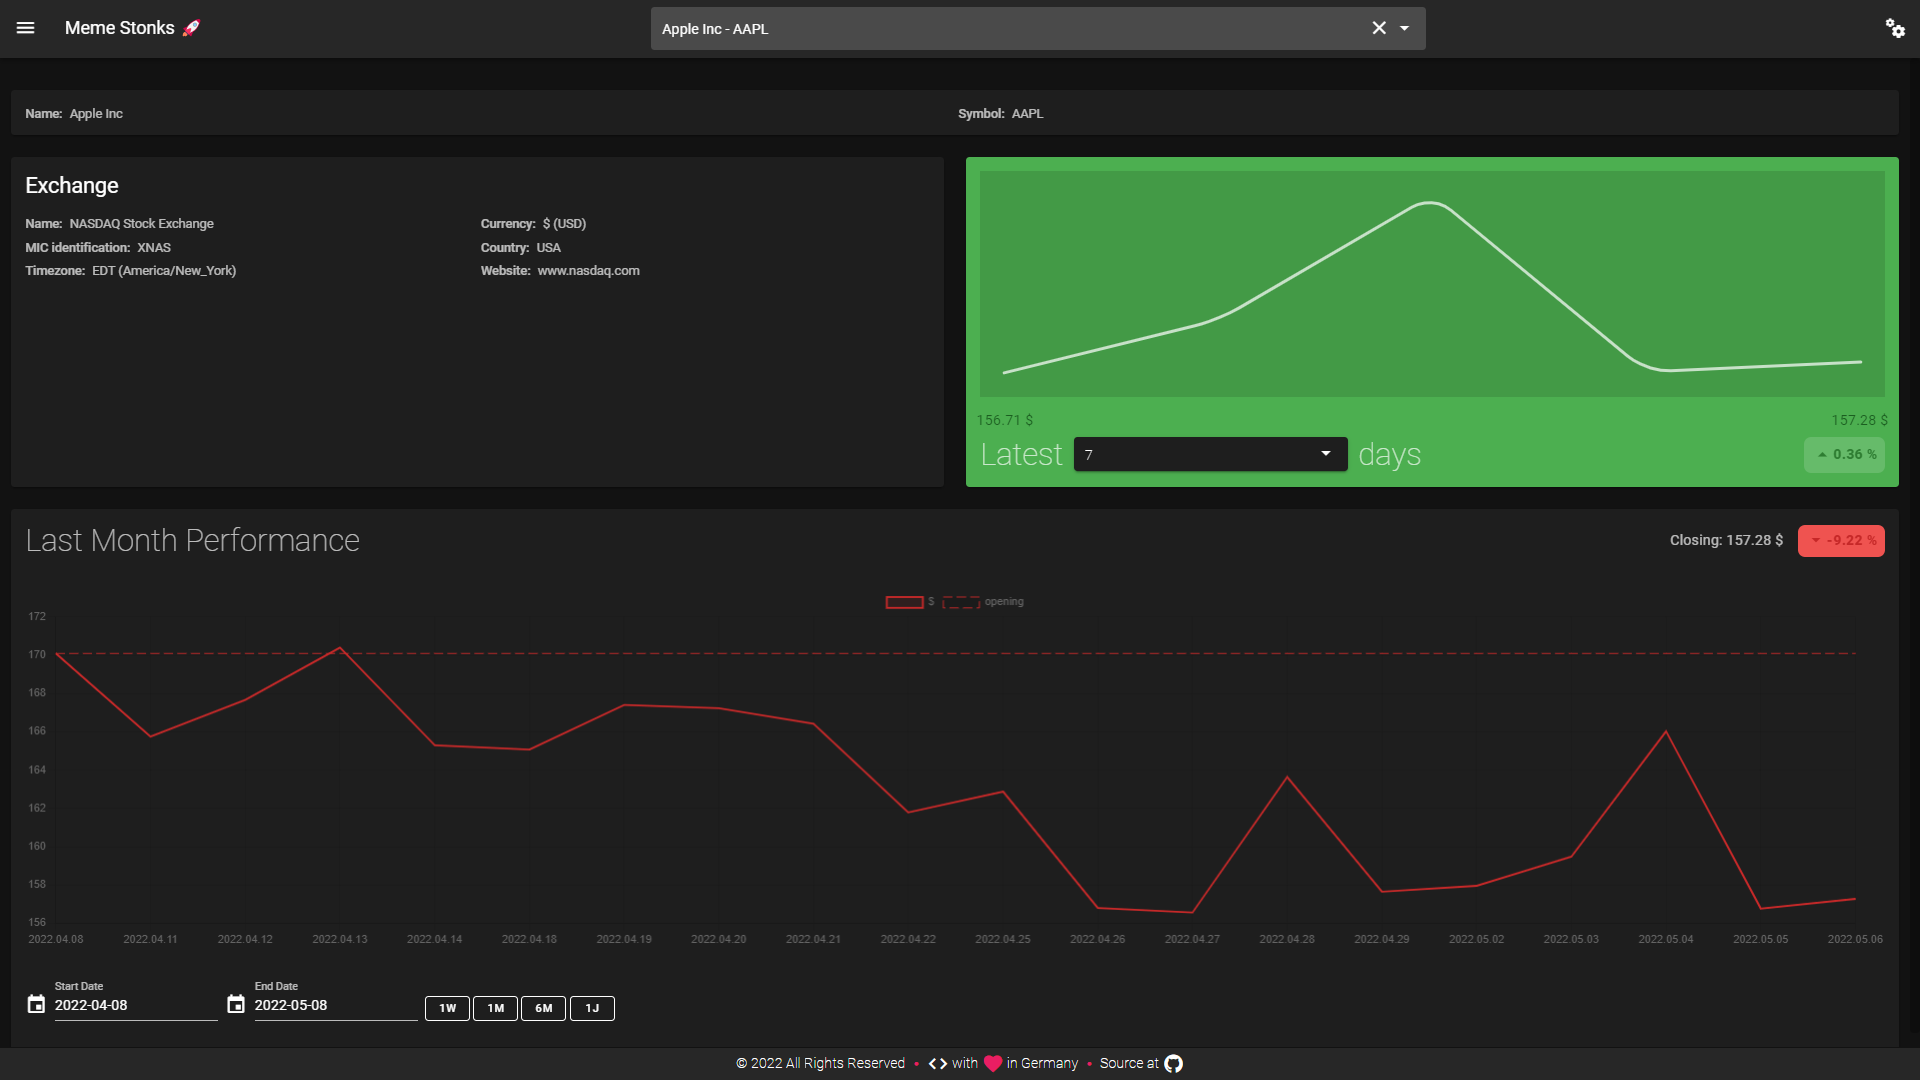 Meme Stonks 🚀
Apple Inc - AAPL
Name: Apple Inc
Symbol: AAPL
Exchange
Name: NASDAQ Stock Exchange
Currency: $ (USD)
MIC identification: XNAS
Country: USA
Timezone: EDT (America/New_York)
Website: www.nasdaq.com
156.71 $
157.28 $
Latest 7 days
0.36 %
Last Month Performance
Closing: 157.28 $
-9.22 %
$ opening
172
170
168
166
164
162
160
158
156
2022.04.08 2022.04.11 2022.04.12 2022.04.13 2022.04.14 2022.04.18 2022.04.19 2022.04.20 2022.04.21 2022.04.22 2022.04.25 2022.04.26 2022.04.27 2022.04.28 2022.04.29 2022.05.02 2022.05.03 2022.05.04 2022.05.05 2022.05.06
Start Date
2022-04-08
End Date
2022-05-08
1W 1M 6M 1J
© 2022 All Rights Reserved • <> with ❤ in Germany • Source at